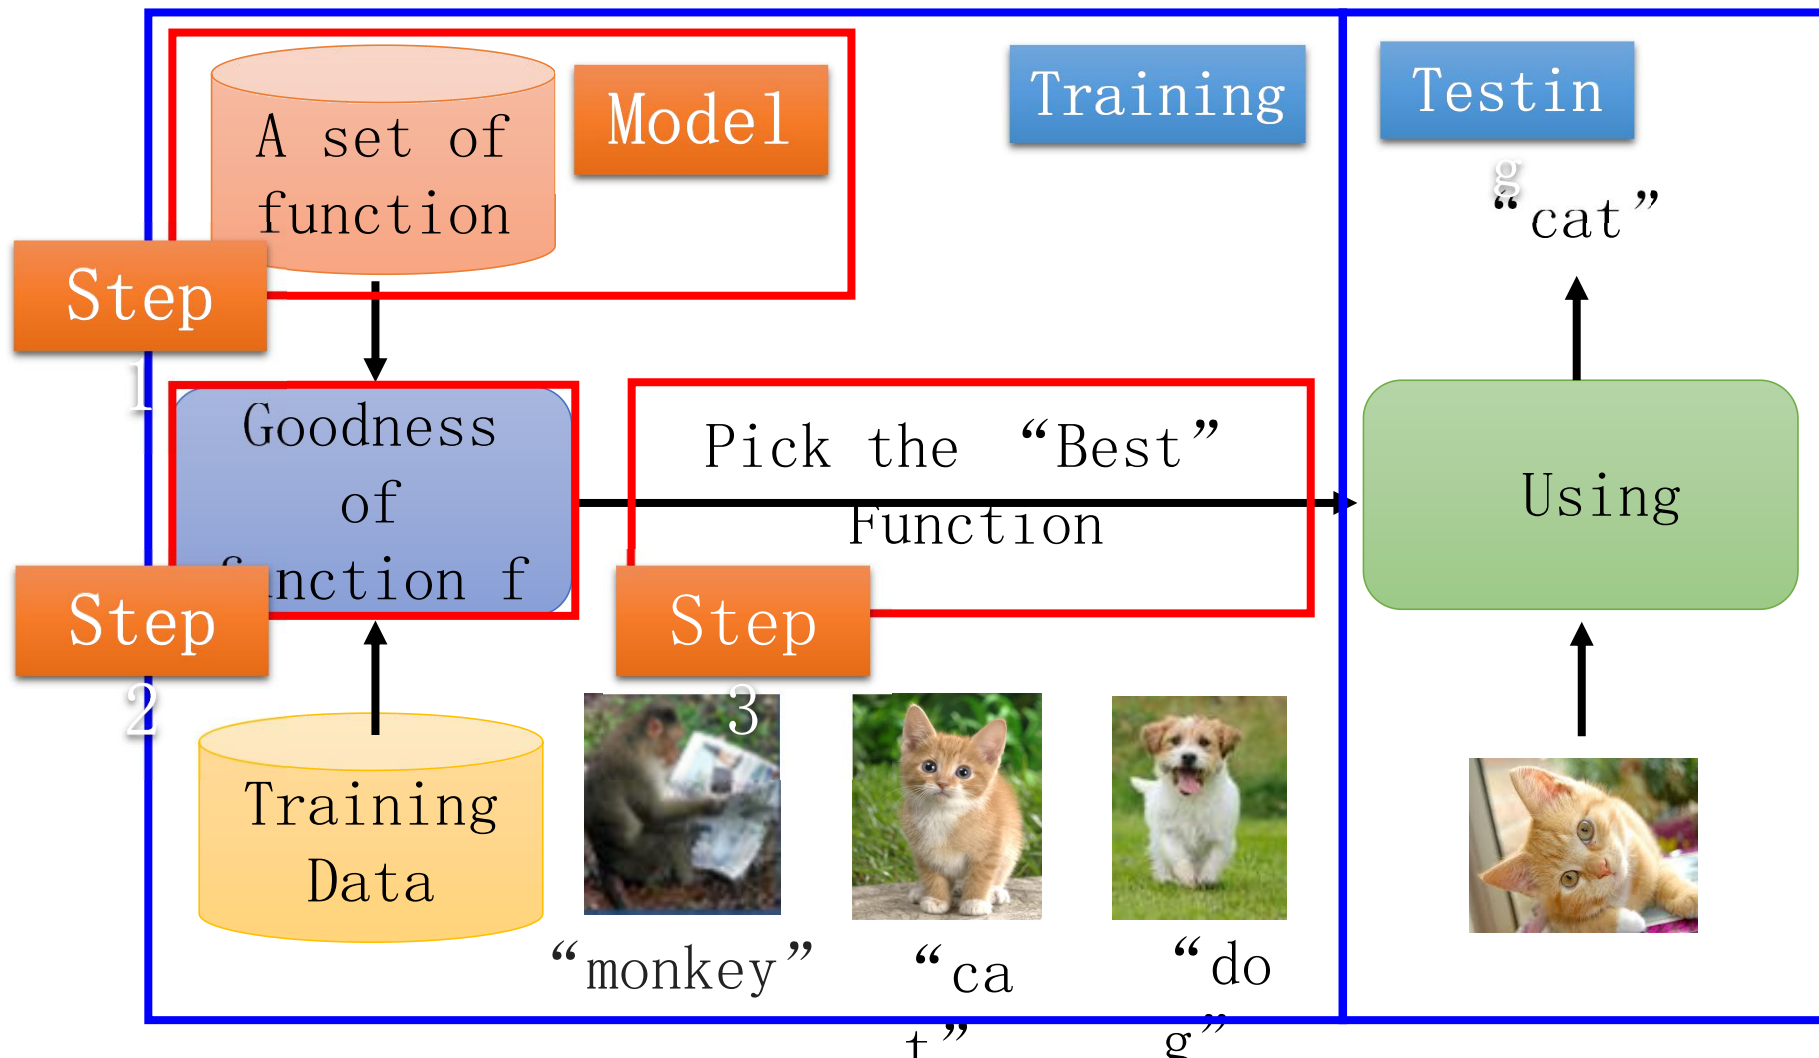 A set of
function
Model
Training
Testin
g
“cat”
Step
1
Goodness
of
function f
Pick the “Best”
Function
Using
Step
2
Step
3
Training
Data
“monkey”
“ca
t”
“do
g”